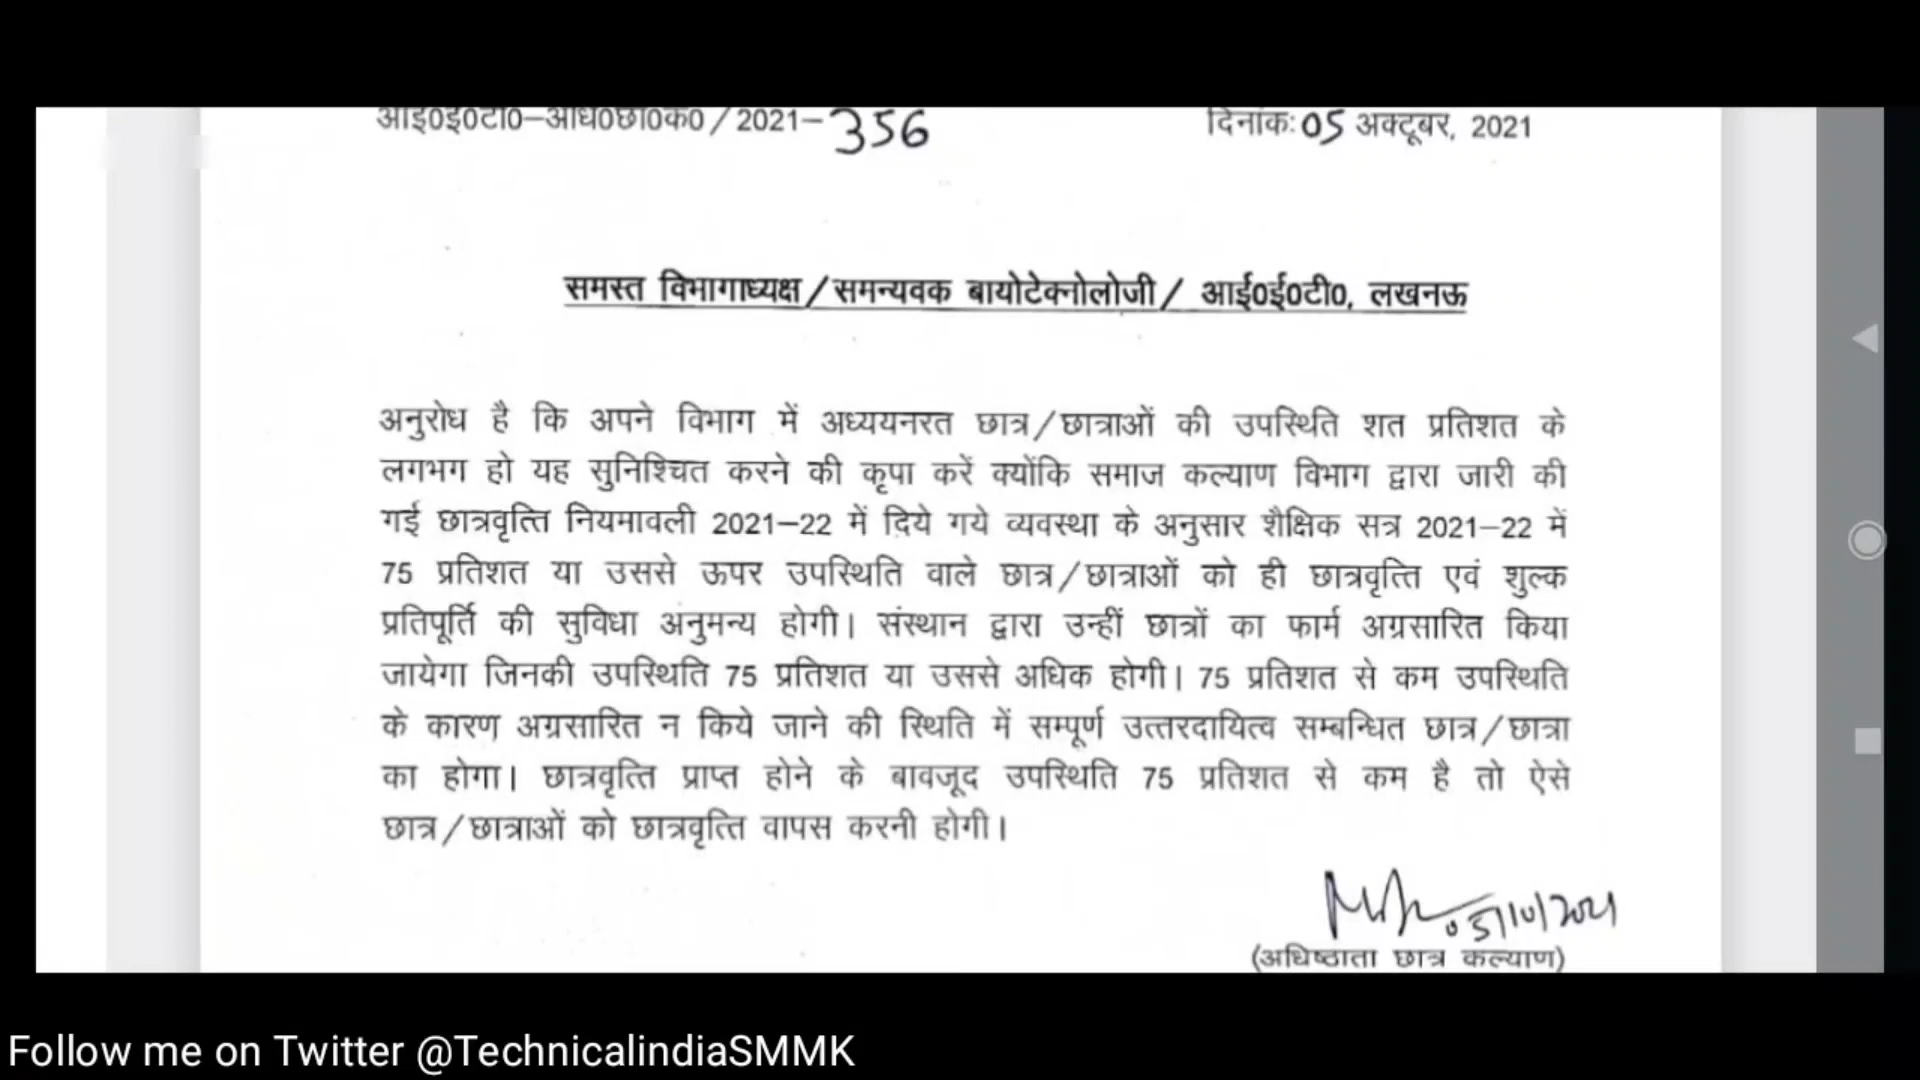 आई0ई0टी0–अधि0छा0क0/2021–356
दिनांक: 05 अक्टूबर, 2021
समस्त विभागाध्यक्ष/समन्यवक बायोटेक्नोलोजी/ आई0ई0टी0, लखनऊ
अनुरोध है कि अपने विभाग में अध्ययनरत छात्र/छात्राओं की उपस्थिति शत प्रतिशत के
लगभग हो यह सुनिश्चित करने की कृपा करें क्योंकि समाज कल्याण विभाग द्वारा जारी की
गई छात्रवृत्ति नियमावली 2021–22 में दिये गये व्यवस्था के अनुसार शैक्षिक सत्र 2021–22 में
75 प्रतिशत या उससे ऊपर उपस्थिति वाले छात्र/छात्राओं को ही छात्रवृत्ति एवं शुल्क
प्रतिपूर्ति की सुविधा अनुमन्य होगी। संस्थान द्वारा उन्हीं छात्रों का फार्म अग्रसारित किया
जायेगा जिनकी उपस्थिति 75 प्रतिशत या उससे अधिक होगी। 75 प्रतिशत से कम उपस्थिति
के कारण अग्रसारित न किये जाने की स्थिति में सम्पूर्ण उत्तरदायित्व सम्बन्धित छात्र/छात्रा
का होगा। छात्रवृत्ति प्राप्त होने के बावजूद उपस्थिति 75 प्रतिशत से कम है तो ऐसे
छात्र/छात्राओं को छात्रवृत्ति वापस करनी होगी।
05/10/2021
(अधिष्ठाता छात्र कल्याण)
Follow me on Twitter @TechnicalindiaSMMK